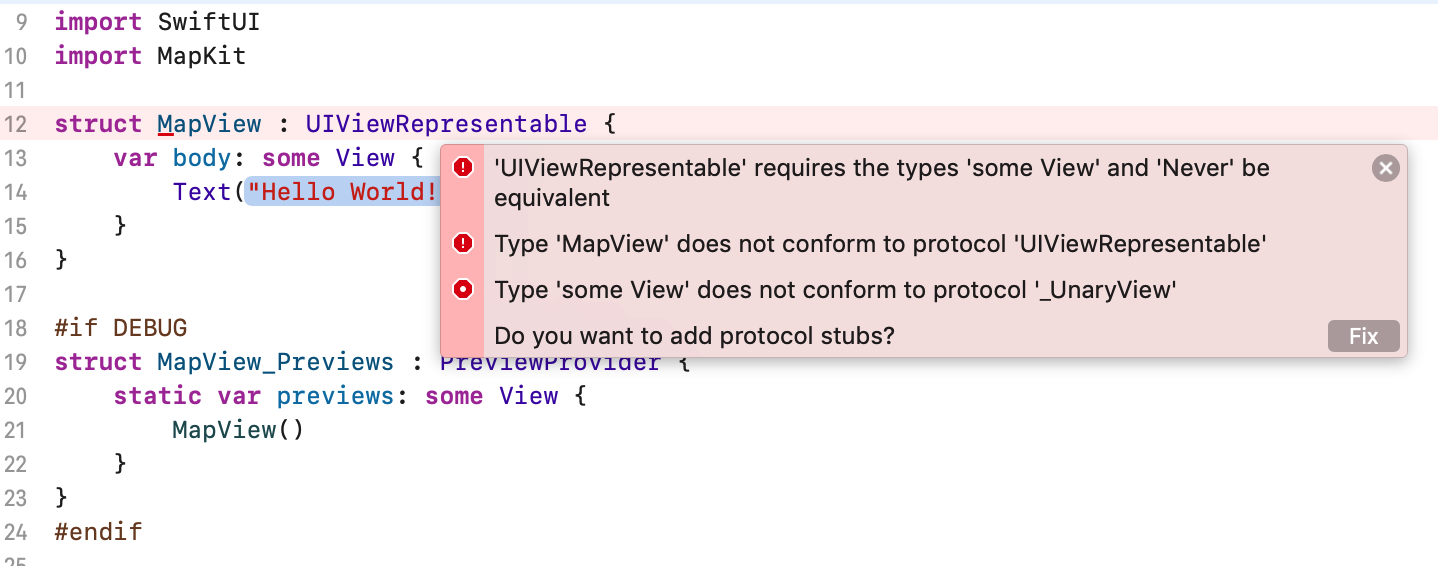 9 import SwiftUI
10 import MapKit
11
12 struct MapView : UIViewRepresentable {
13 var body: some View {
14 Text("Hello World!
15 }
16 }
17
18 #if DEBUG
19 struct MapView_Previews : PreviewProvider {
20 static var previews: some View {
21 MapView()
22 }
23 }
24 #endif
25
'UIViewRepresentable' requires the types 'some View' and 'Never' be
equivalent
Type 'MapView' does not conform to protocol 'UIViewRepresentable'
Type 'some View' does not conform to protocol '_UnaryView'
Do you want to add protocol stubs? Fix